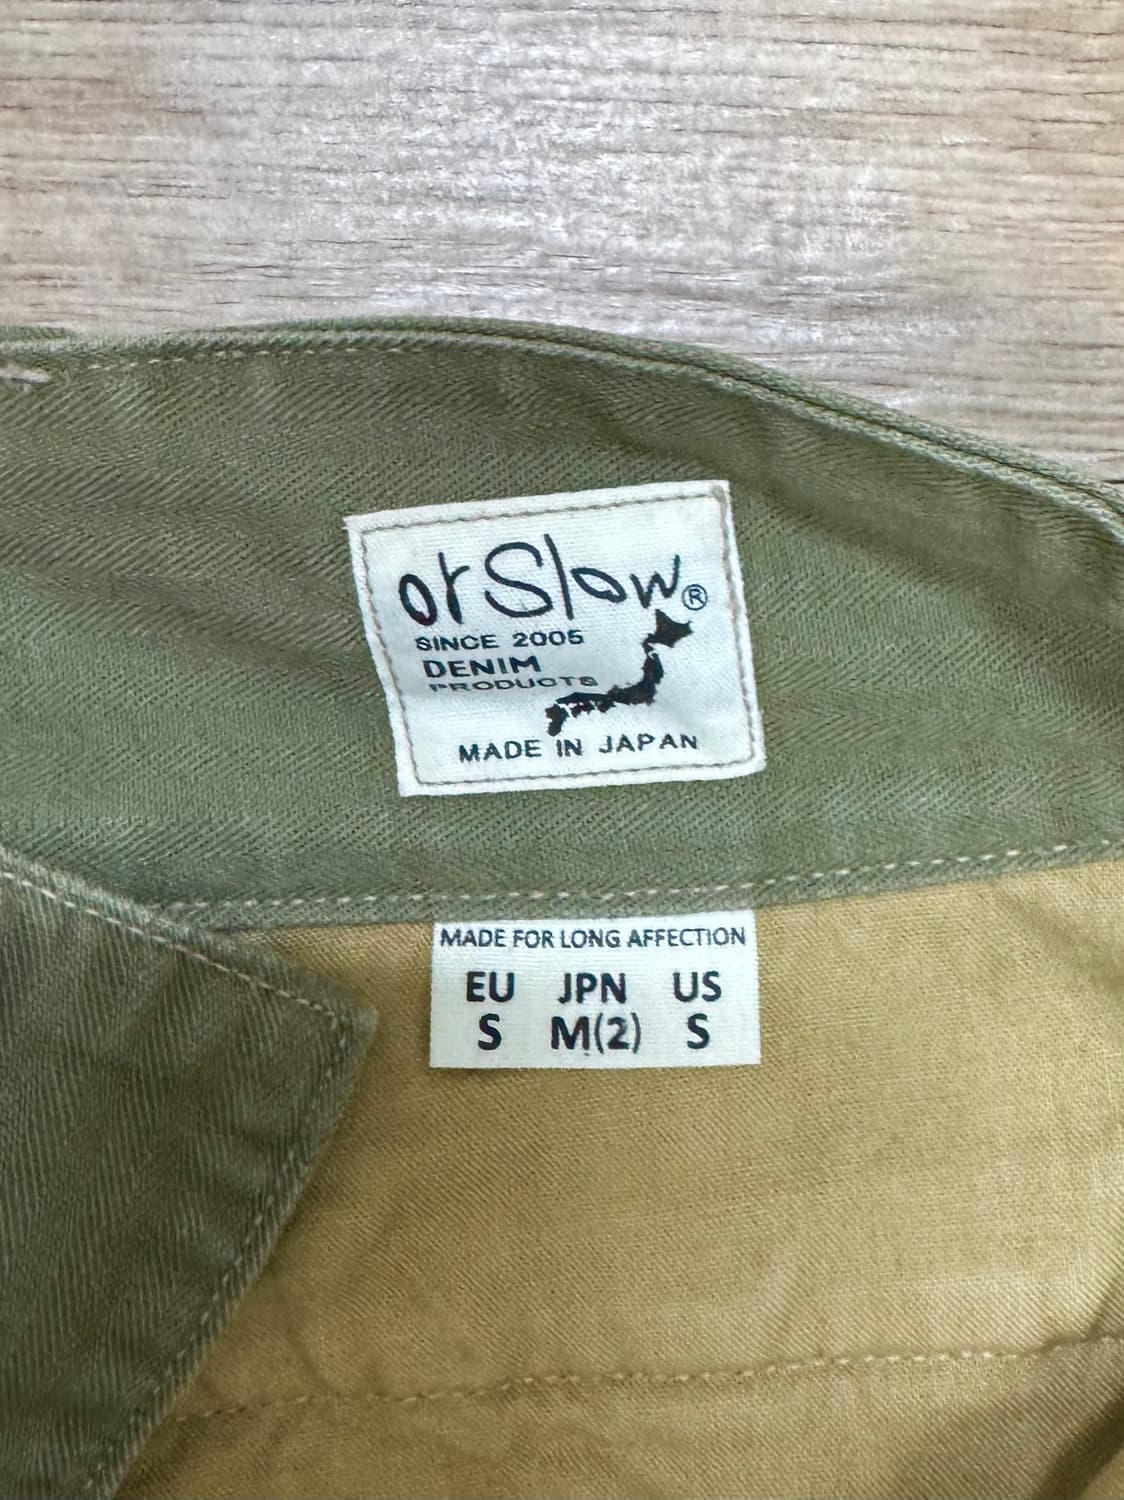 orSlow®
SINCE 2005
DENIM
PRODUCTS
MADE IN JAPAN
MADE FOR LONG AFFECTION
EU JPN US
S M(2) S